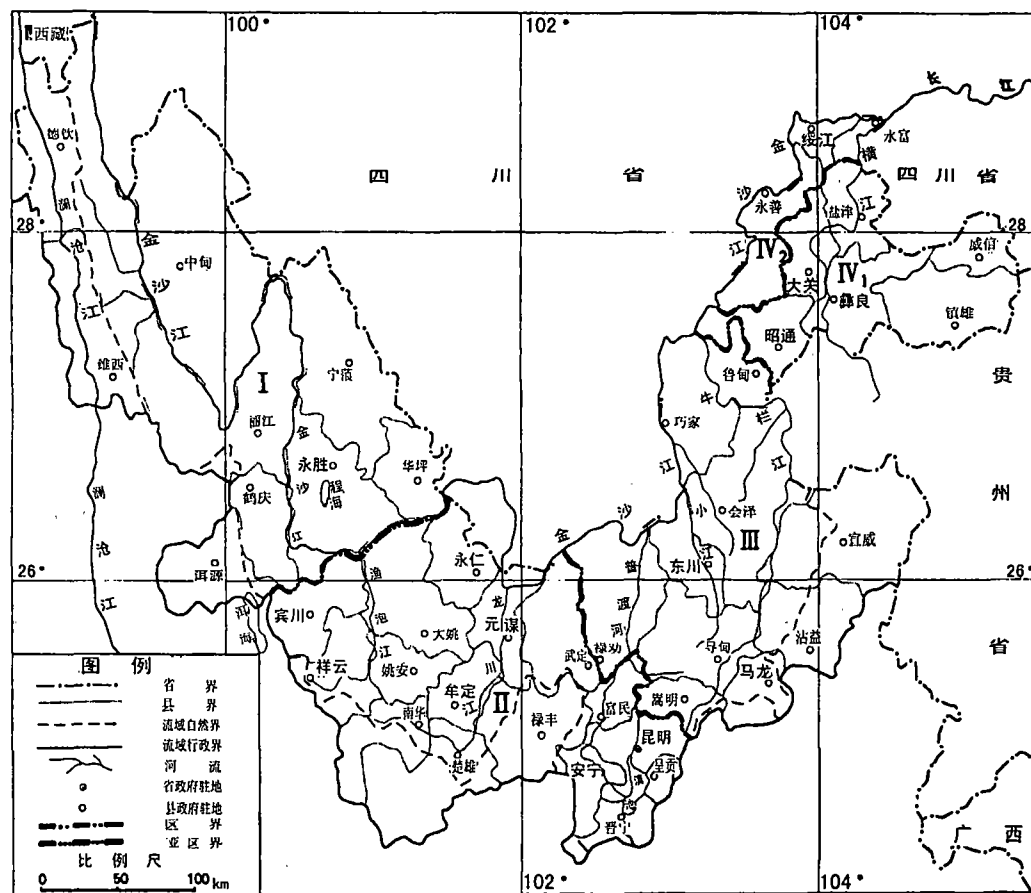 100°
102°
104°
西藏
长 江
德钦
绥江
水富
金
横
四 川 省
四 川 省
沙
永善
盐津
江
澜
28
28
沧
金
中甸
江
IV₂
威信
大关
IV₁
彝良
沙
江
江
镇雄
昭通
维西
宁蒗
鲁甸
贵
I
牛
栏
丽江
巧家
金
永胜
华坪
江
江
州
鹤庆
沙
程海
小
会泽
澜
金
沙
III
宣威
沧
江
永仁
东川
江
26
洱源
26
渔
龙
普
江
洱
宾川
泡
元谋
渡
海
大姚
河
沾益
省
江
武定
禄劝
寻甸
祥云
姚安
川
马龙
牟定
嵩明
江
II
富民
南华
禄丰
昆明
楚雄
安宁
呈贡
滇
池
晋宁
广 西
图 例
省 界
县 界
流域自然界
流域行政界
河 流
省政府驻地
县政府驻地
区 界
亚区界
比 例 尺
0 50 100 km
102°
104°